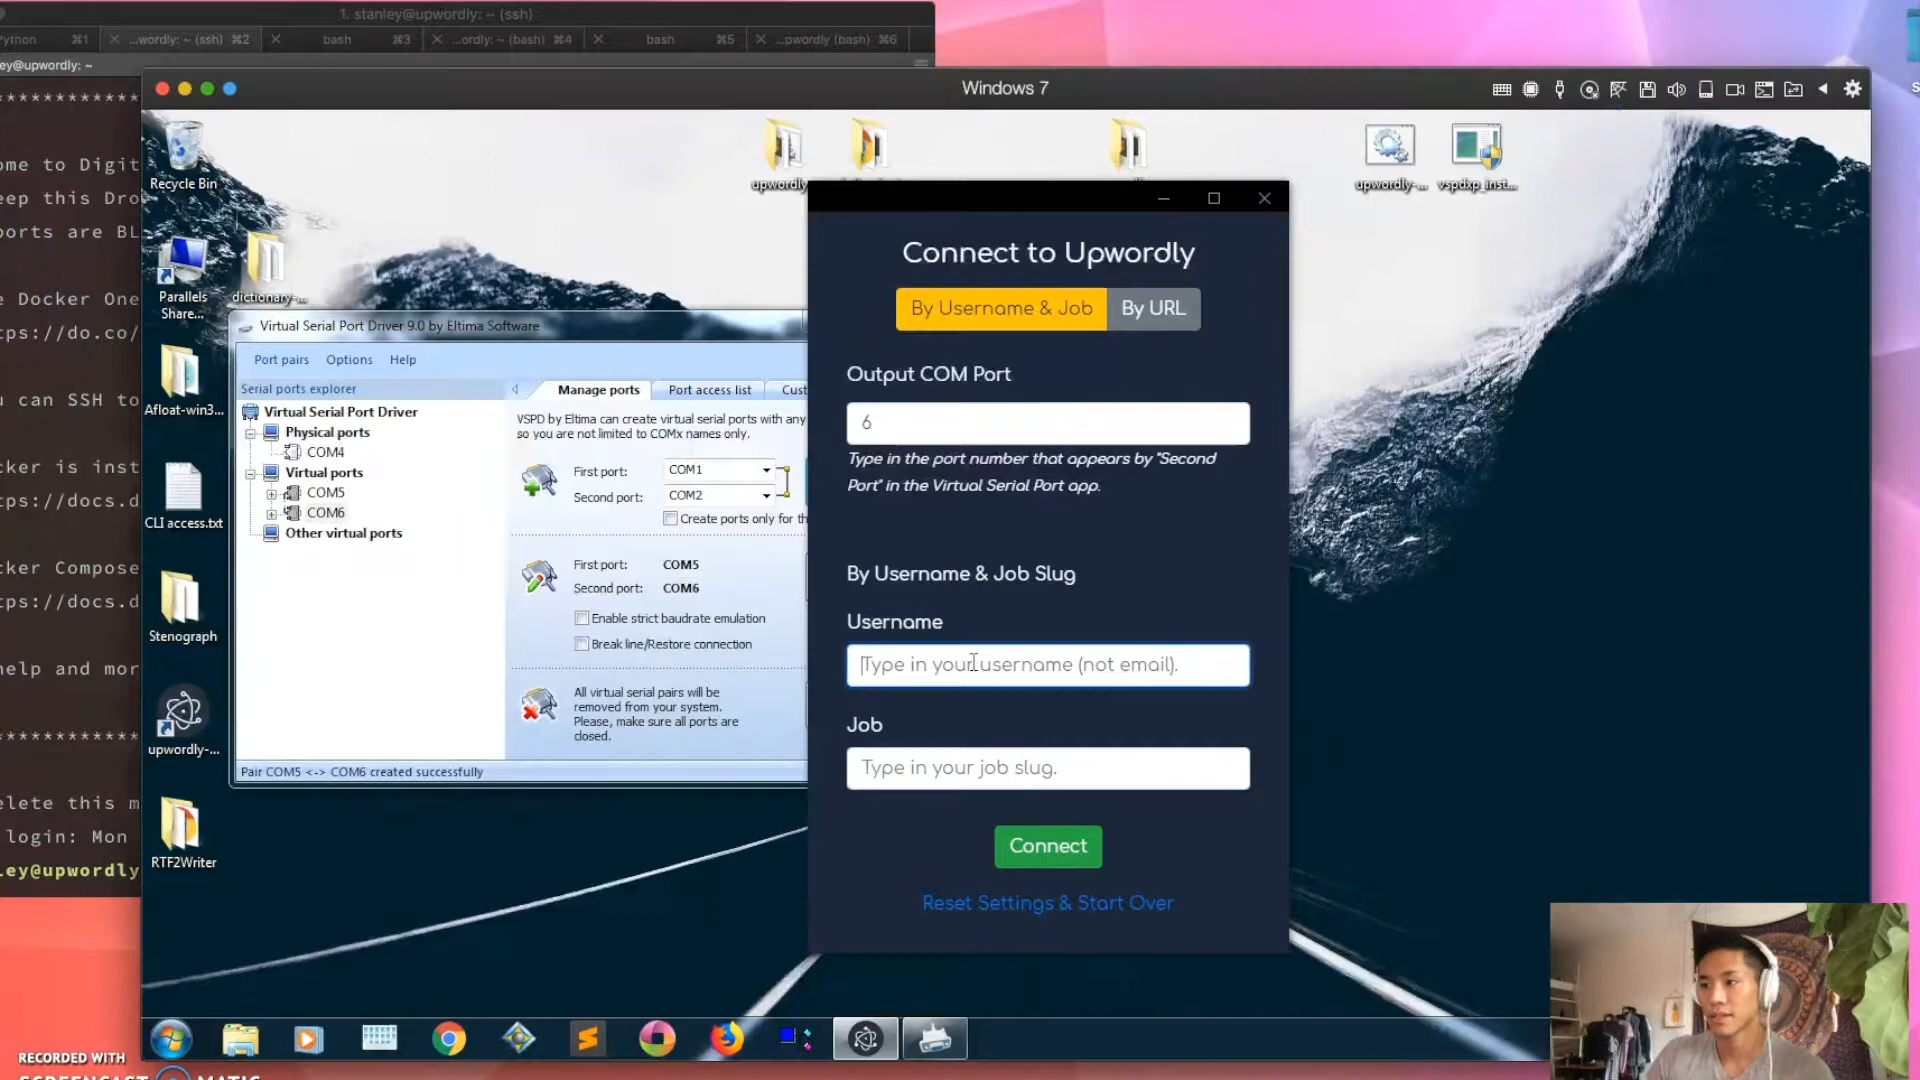 1. stanley@upwordly: ~ (ssh)
Python ⌘1 ...wordly: ~ (ssh) ⌘2 bash ⌘3 ...ordly: ~ (bash) ⌘4 bash ⌘5 ...pwordly (bash) ⌘6
ey@upwordly: ~
Windows 7
***********
ome to Digit
eep this Dro
orts are BL
e Docker One
tps://do.co/
u can SSH to
cker is inst
tps://docs.d
cker Compose
tps://docs.d
help and mor
***********
elete this m
login: Mon
ey@upwordly
Recycle Bin
Parallels
Share...
dictionary-...
Afloat-win3...
CLI access.txt
Stenograph
upwordly-...
RTF2Writer
upwordly
upwordly-...
vspdxp_inst...
Virtual Serial Port Driver 9.0 by Eltima Software
Port pairs Options Help
Serial ports explorer
Virtual Serial Port Driver
Physical ports
COM4
Virtual ports
COM5
COM6
Other virtual ports
Manage ports Port access list Cust
VSPD by Eltima can create virtual serial ports with any
so you are not limited to COMx names only.
First port: COM1
Second port: COM2
Create ports only for th
First port: COM5
Second port: COM6
Enable strict baudrate emulation
Break line/Restore connection
All virtual serial pairs will be
removed from your system.
Please, make sure all ports are
closed.
Pair COM5 <-> COM6 created successfully
Connect to Upwordly
By Username & Job By URL
Output COM Port
6
Type in the port number that appears by "Second
Port" in the Virtual Serial Port app.
By Username & Job Slug
Username
Type in your username (not email).
Job
Type in your job slug.
Connect
Reset Settings & Start Over
RECORDED WITH
SCREENCAST MATIC